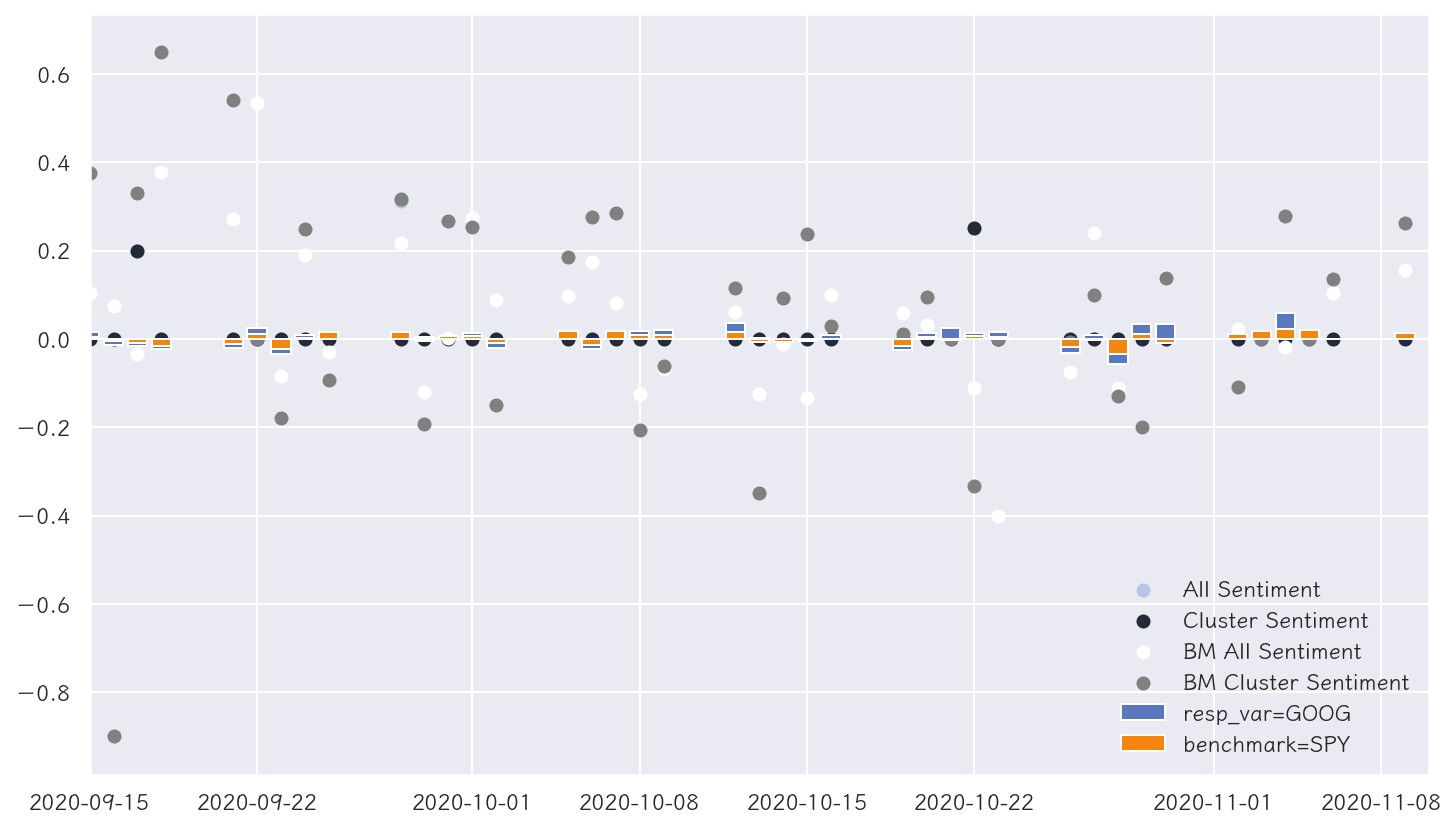 0.6
0.4
0.2
0.0
−0.2
−0.4
−0.6
−0.8
All Sentiment
Cluster Sentiment
BM All Sentiment
BM Cluster Sentiment
resp_var=GOOG
benchmark=SPY
2020-09-15 2020-09-22 2020-10-01 2020-10-08 2020-10-15 2020-10-22 2020-11-01 2020-11-08